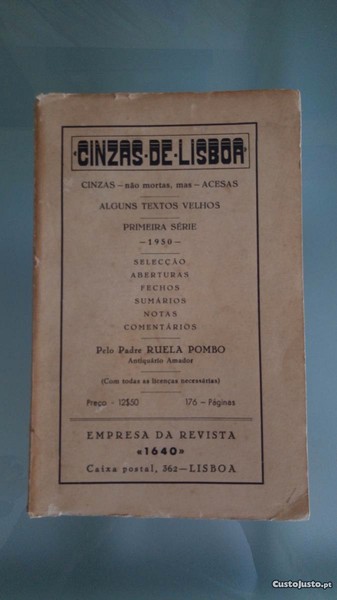 ·CINZAS·DE·LISBOA·
CINZAS — não mortas, mas — ACESAS
ALGUNS TEXTOS VELHOS
PRIMEIRA SÉRIE
— 1950 —
SELECÇÃO
ABERTURAS
FECHOS
SUMÁRIOS
NOTAS
COMENTÁRIOS
Pelo Padre RUELA POMBO
Antiquário Amador
(Com todas as licenças necessárias)
Preço - 12$50 176 — Páginas
EMPRESA DA REVISTA
«1640»
Caixa postal, 362 — LISBOA
CustoJusto.pt